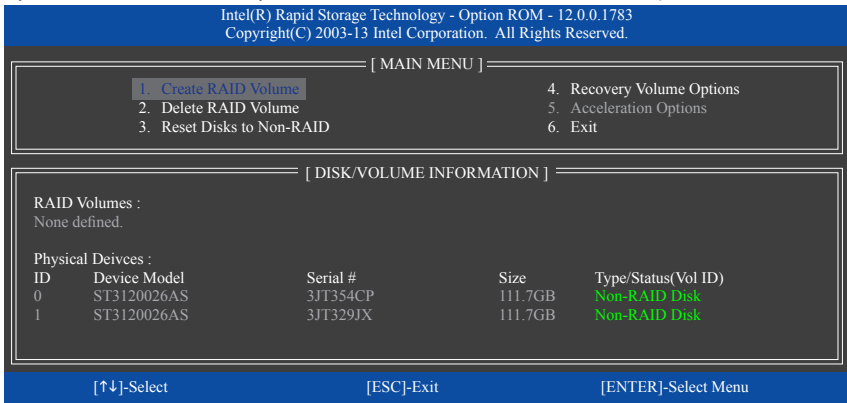 Intel(R) Rapid Storage Technology - Option ROM - 12.0.0.1783
Copyright(C) 2003-13 Intel Corporation. All Rights Reserved.
[ MAIN MENU ]
1. Create RAID Volume
2. Delete RAID Volume
3. Reset Disks to Non-RAID
4. Recovery Volume Options
5. Acceleration Options
6. Exit
[ DISK/VOLUME INFORMATION ]
RAID Volumes :
None defined.
Physical Deivces :
ID Device Model Serial # Size Type/Status(Vol ID)
0 ST3120026AS 3JT354CP 111.7GB Non-RAID Disk
1 ST3120026AS 3JT329JX 111.7GB Non-RAID Disk
[↑↓]-Select [ESC]-Exit [ENTER]-Select Menu